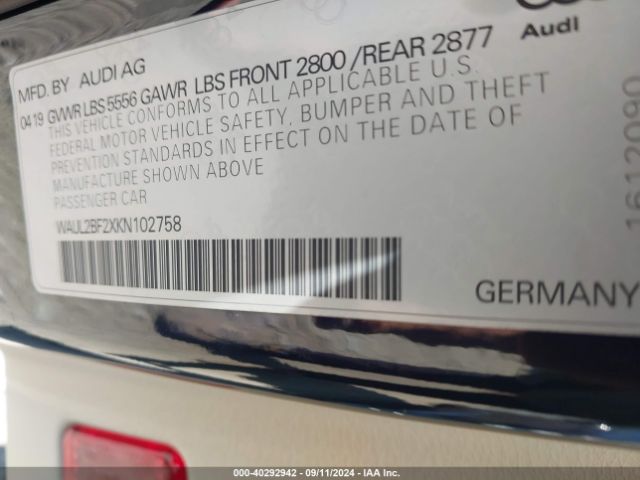 MFD. BY AUDI AG
Audi
04 19 GVWR LBS 5556 GAWR LBS FRONT 2800 / REAR 2877
THIS VEHICLE CONFORMS TO ALL APPLICABLE U.S.
FEDERAL MOTOR VEHICLE SAFETY, BUMPER AND THEFT
PREVENTION STANDARDS IN EFFECT ON THE DATE OF
MANUFACTURE SHOWN ABOVE
PASSENGER CAR
WAUL2BF2XKN102758
16112090
GERMANY
000-40292942 - 09/11/2024 - IAA Inc.